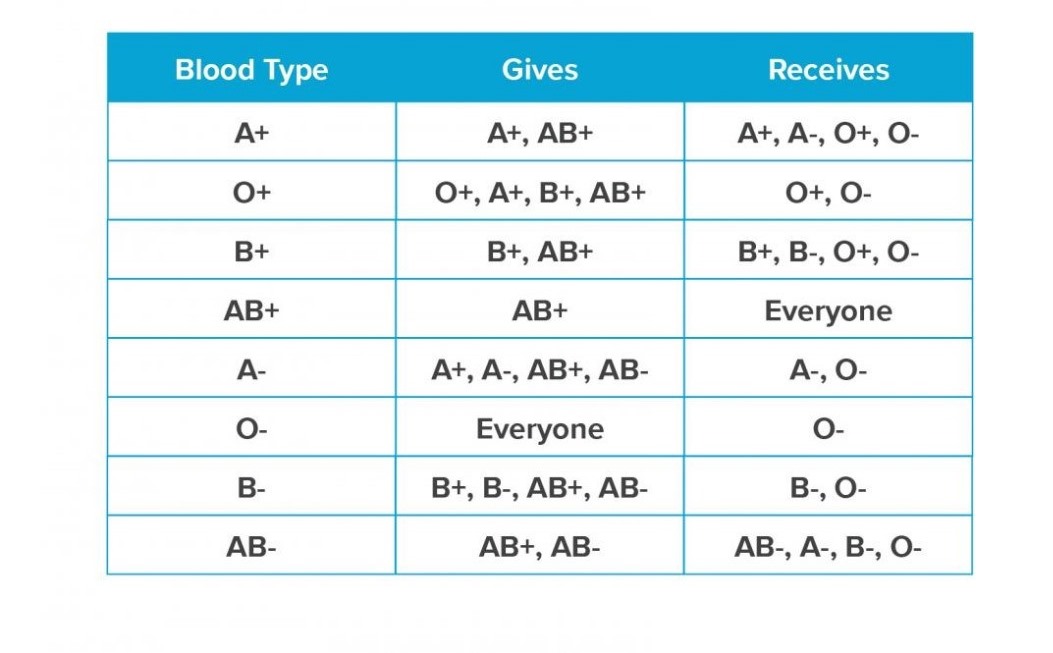 Blood Type Gives Receives
A+ A+, AB+ A+, A-, O+, O-
O+ O+, A+, B+, AB+ O+, O-
B+ B+, AB+ B+, B-, O+, O-
AB+ AB+ Everyone
A- A+, A-, AB+, AB- A-, O-
O- Everyone O-
B- B+, B-, AB+, AB- B-, O-
AB- AB+, AB- AB-, A-, B-, O-